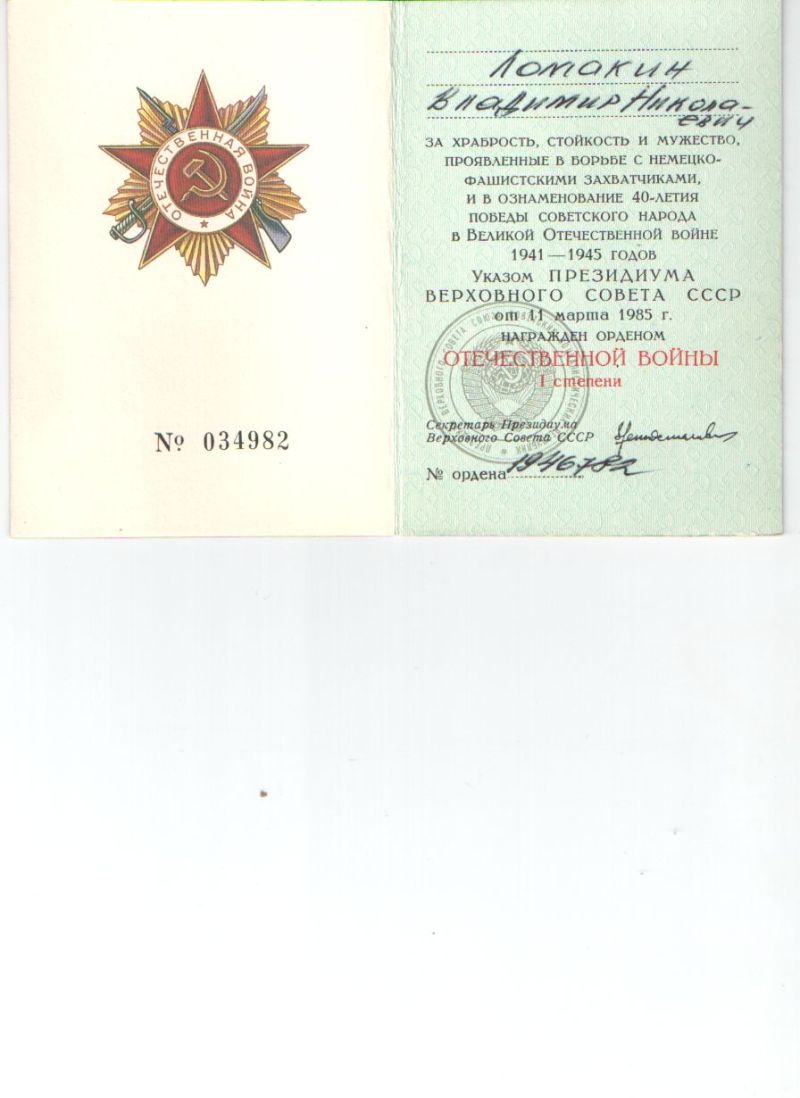 ОТЕЧЕСТВЕННАЯ ВОЙНА
№ 034982
Ломакин
Владимир Никола-
евич
ЗА ХРАБРОСТЬ, СТОЙКОСТЬ И МУЖЕСТВО,
ПРОЯВЛЕННЫЕ В БОРЬБЕ С НЕМЕЦКО-
ФАШИСТСКИМИ ЗАХВАТЧИКАМИ,
И В ОЗНАМЕНОВАНИЕ 40-ЛЕТИЯ
ПОБЕДЫ СОВЕТСКОГО НАРОДА
В ВЕЛИКОЙ ОТЕЧЕСТВЕННОЙ ВОЙНЕ
1941—1945 ГОДОВ
УКАЗОМ ПРЕЗИДИУМА
ВЕРХОВНОГО СОВЕТА СССР
от 11 марта 1985 г.
НАГРАЖДЕН ОРДЕНОМ
ОТЕЧЕСТВЕННОЙ ВОЙНЫ
I степени
Секретарь Президиума
Верховного Совета СССР
№ ордена 1946782